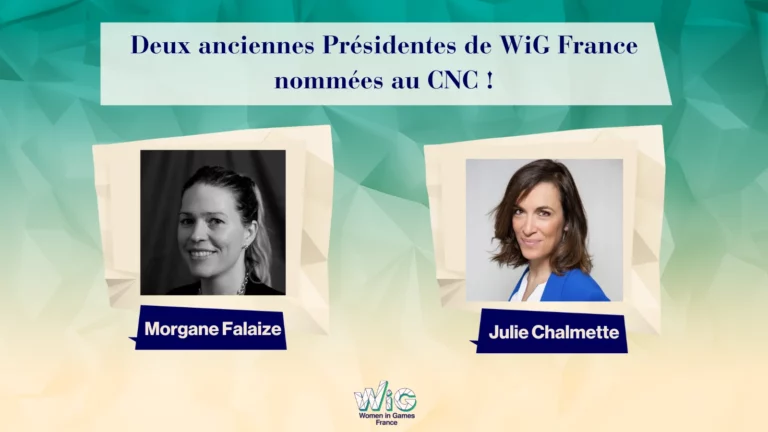 Deux anciennes Présidentes de WiG France
nommées au CNC !
Morgane Falaize
Julie Chalmette
WiG
Women in Games
France